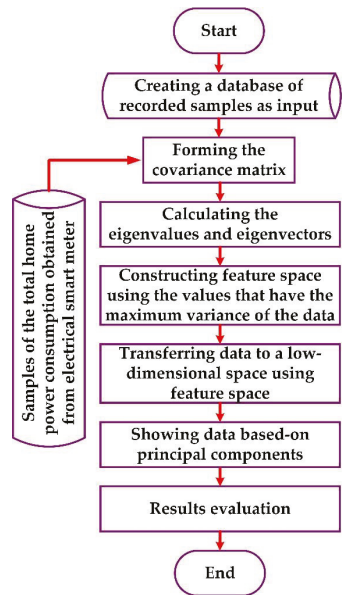 Start
Creating a database of
recorded samples as input
Forming the
covariance matrix
Samples of the total home
power consumption obtained
from electrical smart meter
Calculating the
eigenvalues and eigenvectors
Constructing feature space
using the values that have the
maximum variance of the data
Transferring data to a low-
dimensional space using
feature space
Showing data based-on
principal components
Results evaluation
End